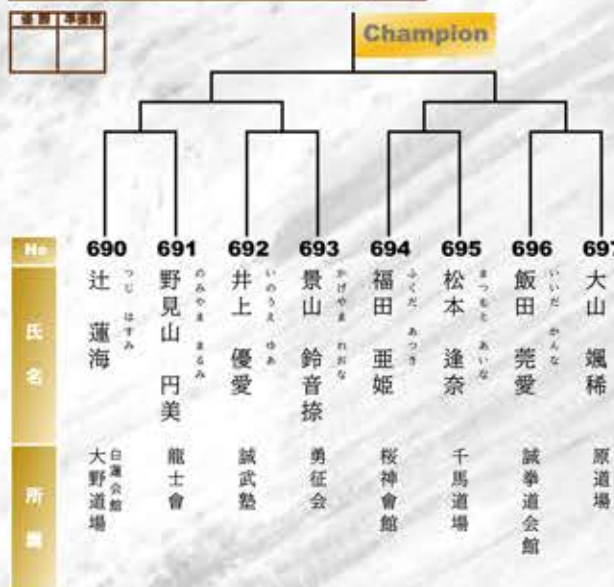 優勝 準優勝
Champion
No 690 691 692 693 694 695 696 697
氏名
辻 蓮海
つじ はすみ
野見山 円美
のみやま まるみ
井上 優愛
いのうえ ゆあ
景山 鈴音捺
かげやま れおな
福田 亜姫
ふくだ あつき
松本 逢奈
まつもと あいな
飯田 莞愛
いいだ かんな
大山 颯稀
所属
白蓮会館
大野道場
龍士會
誠武塾
勇征会
桜神會館
千馬道場
誠拳道会館
原道場